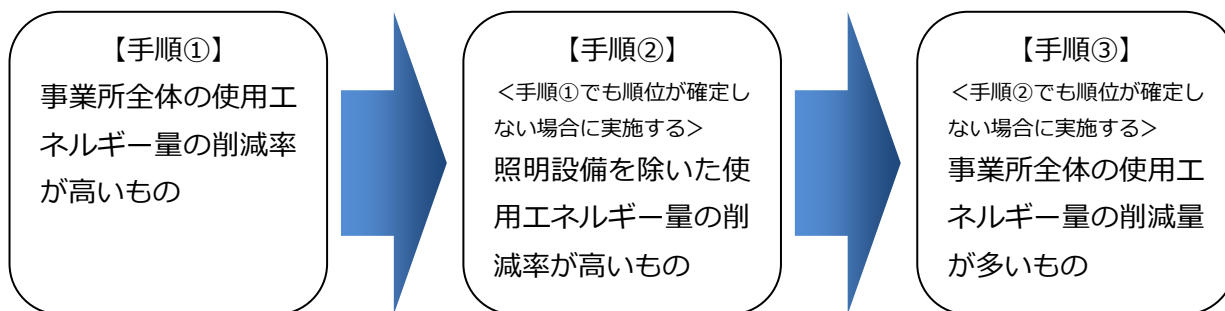 【手順①】
事業所全体の使用エ
ネルギー量の削減率
が高いもの
【手順②】
<手順①でも順位が確定し
ない場合に実施する>
照明設備を除いた使
用エネルギー量の削
減率が高いもの
【手順③】
<手順②でも順位が確定し
ない場合に実施する>
事業所全体の使用エ
ネルギー量の削減量
が多いもの